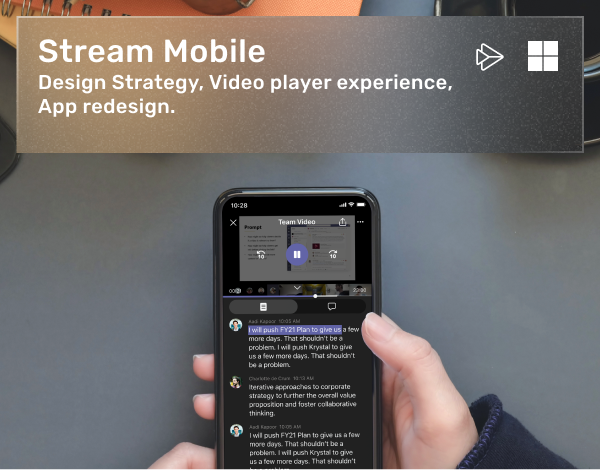 Stream Mobile
Design Strategy, Video player experience,
App redesign.
10:28
Team Video
Prompt
10
10
23:00
Aadi Kapoor 10:05 AM
I will push FY21 Plan to give us a few
more days. That shouldn't be a
problem. I will push Krystal to give
us a few more days. That shouldn't
be a problem.
Charlotte de Crum 10:15 AM
Iterative approaches to corporate
strategy to further the overall value
proposition and foster collaborative
thinking.
Aadi Kapoor 10:05 AM
I will push FY21 Plan to give us a few
more days. That shouldn't be a
problem. I will push Krystal to give
us a few more days. That shouldn't